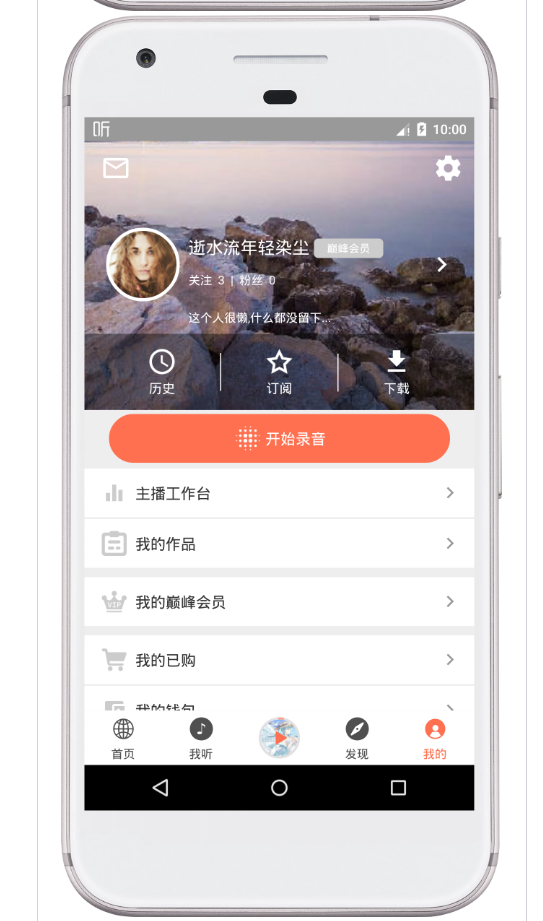 听
10:00
逝水流年轻染尘
巅峰会员
关注 3 | 粉丝 0
这个人很懒,什么都没留下...
历史
订阅
下载
开始录音
主播工作台
我的作品
VIP
我的巅峰会员
我的已购
我的钱包
首页
我听
发现
我的